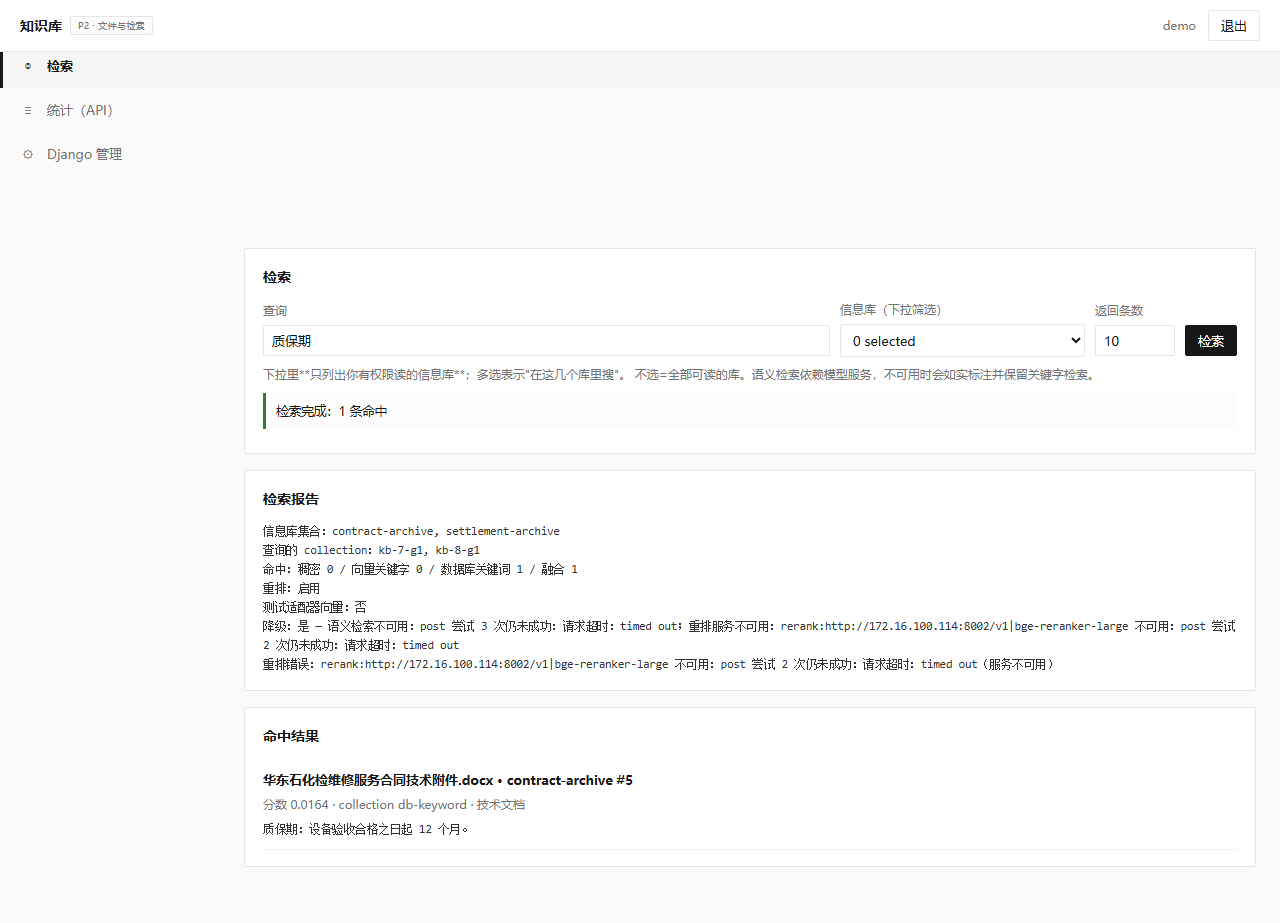 知识库 P2 · 文件与检索 demo 退出
检索
统计（API）
Django 管理
检索
查询 信息库（下拉筛选） 返回条数
质保期 0 selected 10 检索
下拉里**只列出你有权限读的信息库**；多选表示"在这几个库里搜"。 不选=全部可读的库。语义检索依赖模型服务，不可用时会如实标注并保留关键字检索。
检索完成：1 条命中
检索报告
信息库集合：contract-archive, settlement-archive
查询的 collection：kb-7-g1, kb-8-g1
命中：稠密 0 / 向量关键字 0 / 数据库关键词 1 / 融合 1
重排：启用
测试适配器向量：否
降级：是 — 语义检索不可用：post 尝试 3 次仍未成功：请求超时：timed out；重排服务不可用：rerank:http://172.16.100.114:8002/v1|bge-reranker-large 不可用：post 尝试
2 次仍未成功：请求超时：timed out
重排错误：rerank:http://172.16.100.114:8002/v1|bge-reranker-large 不可用：post 尝试 2 次仍未成功：请求超时：timed out（服务不可用）
命中结果
华东石化检维修服务合同技术附件.docx • contract-archive #5
分数 0.0164 · collection db-keyword · 技术文档
质保期：设备验收合格之日起 12 个月。